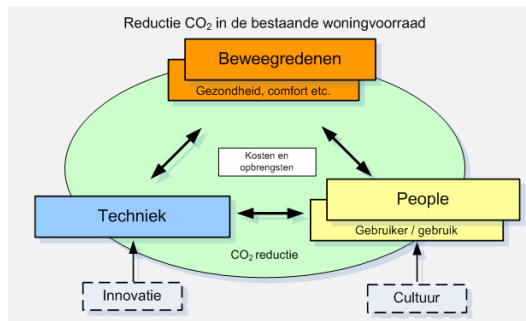 Reductie CO2 in de bestaande woningvoorraad
Beweegredenen
Gezondheid, comfort etc.
Kosten en
opbrengsten
Techniek
People
Gebruiker / gebruik
CO2 reductie
Innovatie
Cultuur